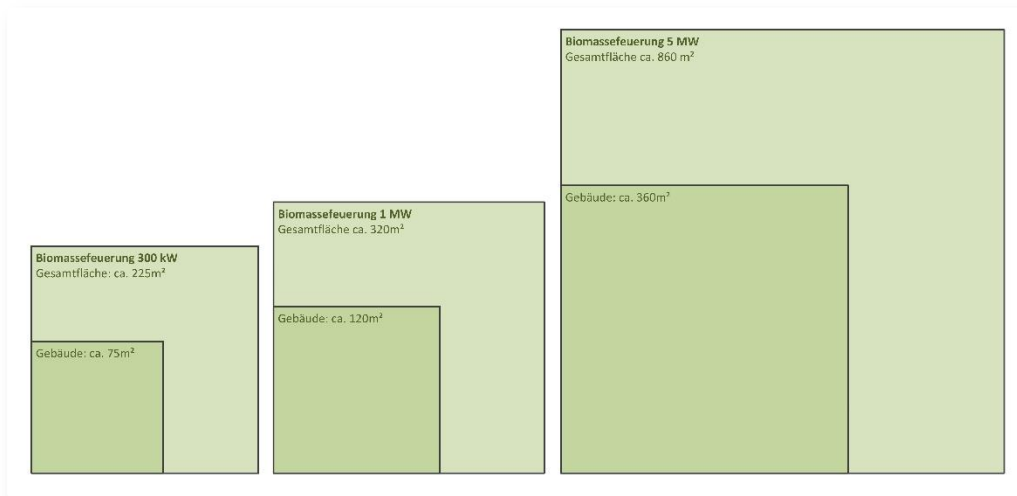 Biomassefeuerung 300 kW
Gesamtfläche: ca. 225m²
Gebäude: ca. 75m²
Biomassefeuerung 1 MW
Gesamtfläche ca. 320m²
Gebäude: ca. 120m²
Biomassefeuerung 5 MW
Gesamtfläche ca. 860 m²
Gebäude: ca. 360m²